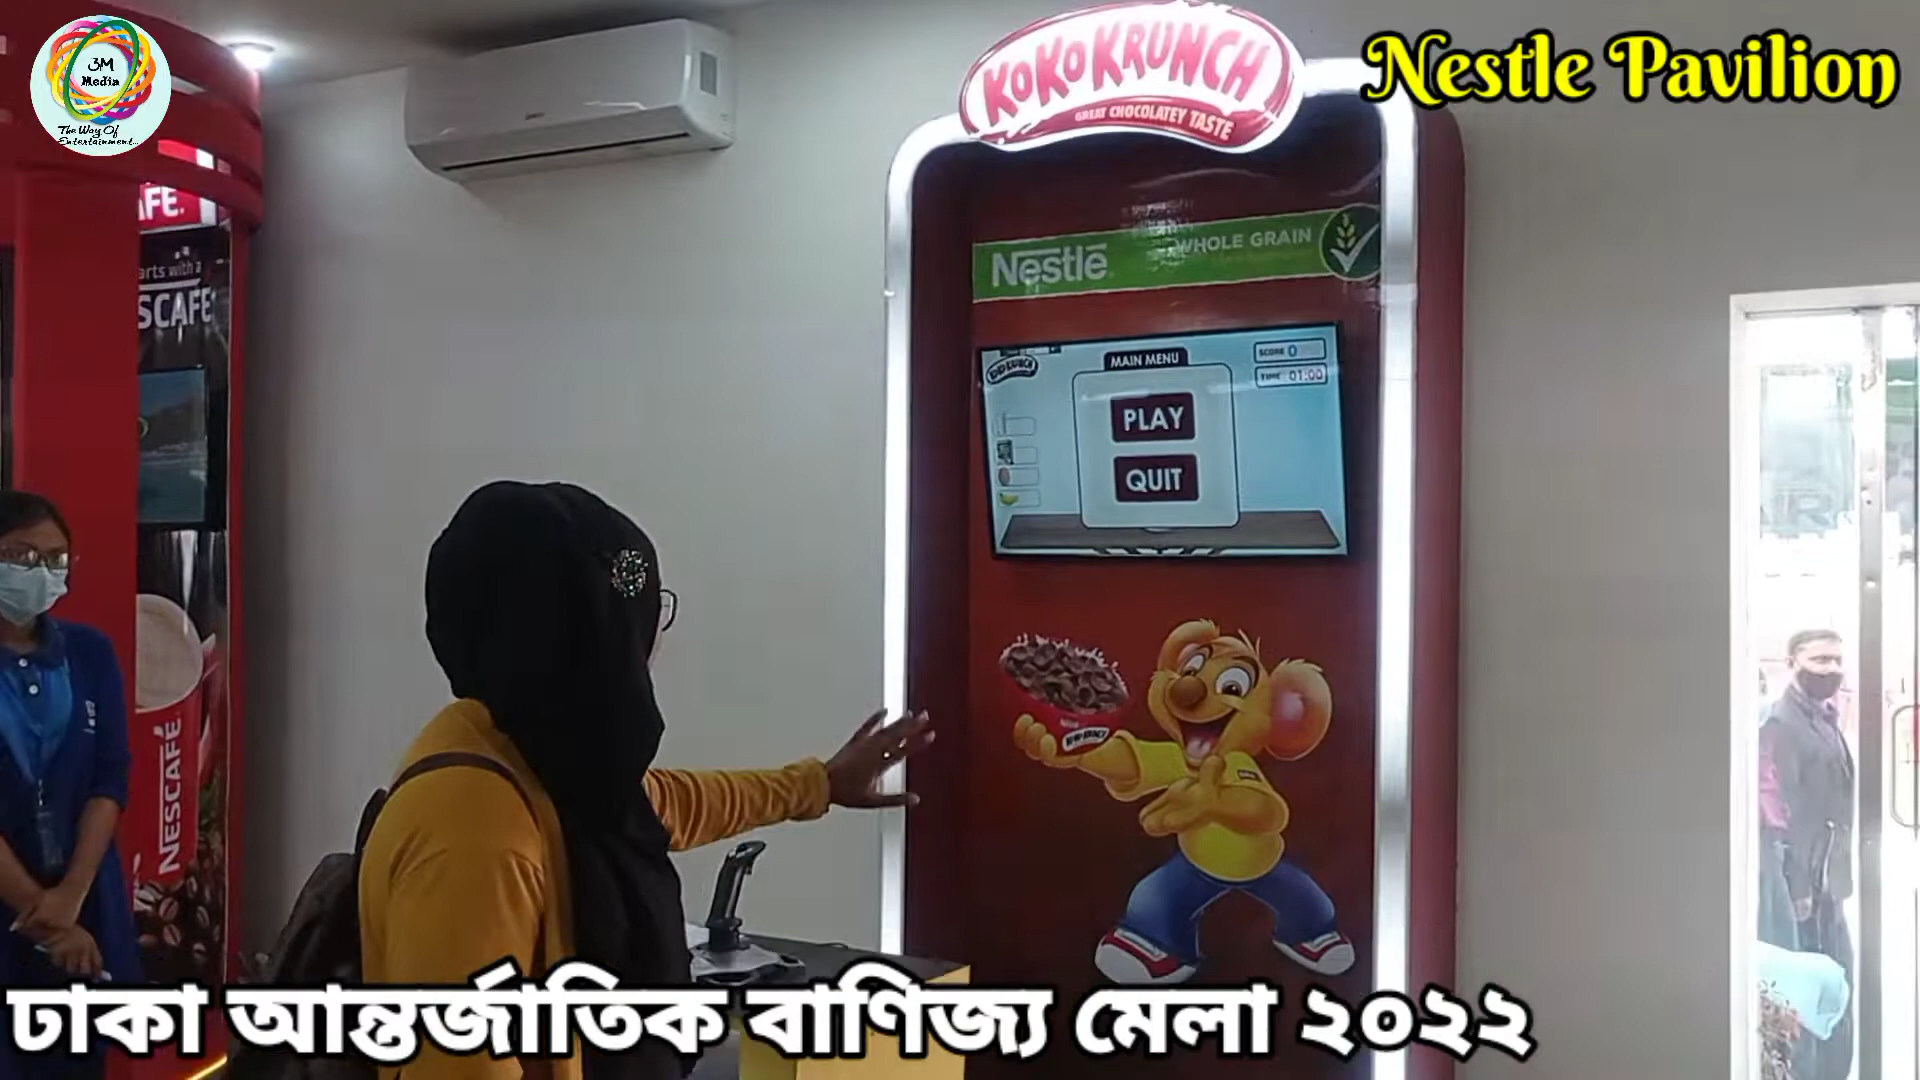 3M
Media
The Way Of
Entertainment...
Nestle Pavilion
KOKO KRUNCH
GREAT CHOCOLATEY TASTE
AFE.
arts with a
SCAFE
Nestlé
WHOLE GRAIN
MAIN MENU
SCORE 0
TIME 01:00
PLAY
QUIT
NESCAFÉ
ঢাকা আন্তর্জাতিক বাণিজ্য মেলা ২০২২